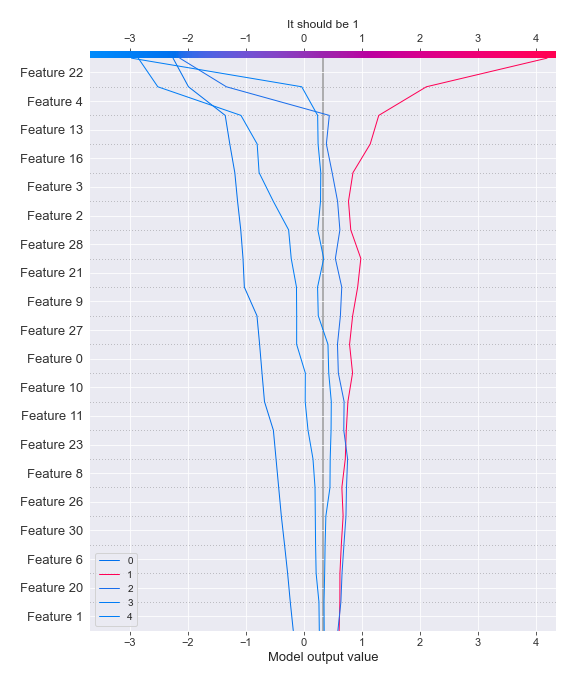 It should be 1
−3 −2 −1 0 1 2 3 4
Feature 22
Feature 4
Feature 13
Feature 16
Feature 3
Feature 2
Feature 28
Feature 21
Feature 9
Feature 27
Feature 0
Feature 10
Feature 11
Feature 23
Feature 8
Feature 26
Feature 30
Feature 6
Feature 20
Feature 1
0
1
2
3
4
−3 −2 −1 0 1 2 3 4
Model output value